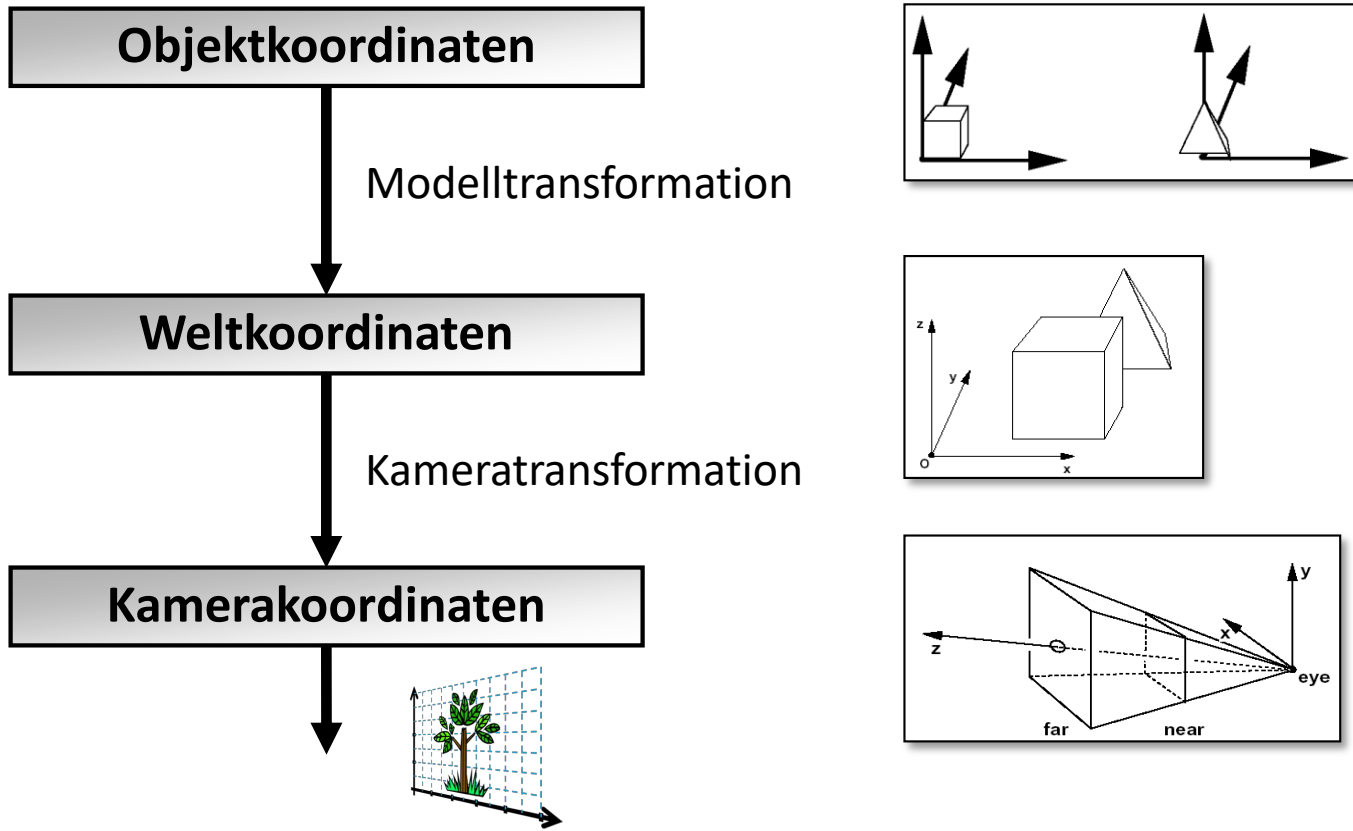 Objektkoordinaten
Modelltransformation
Weltkoordinaten
z
y
O
x
Kameratransformation
Kamerakoordinaten
y
x
z
eye
far near